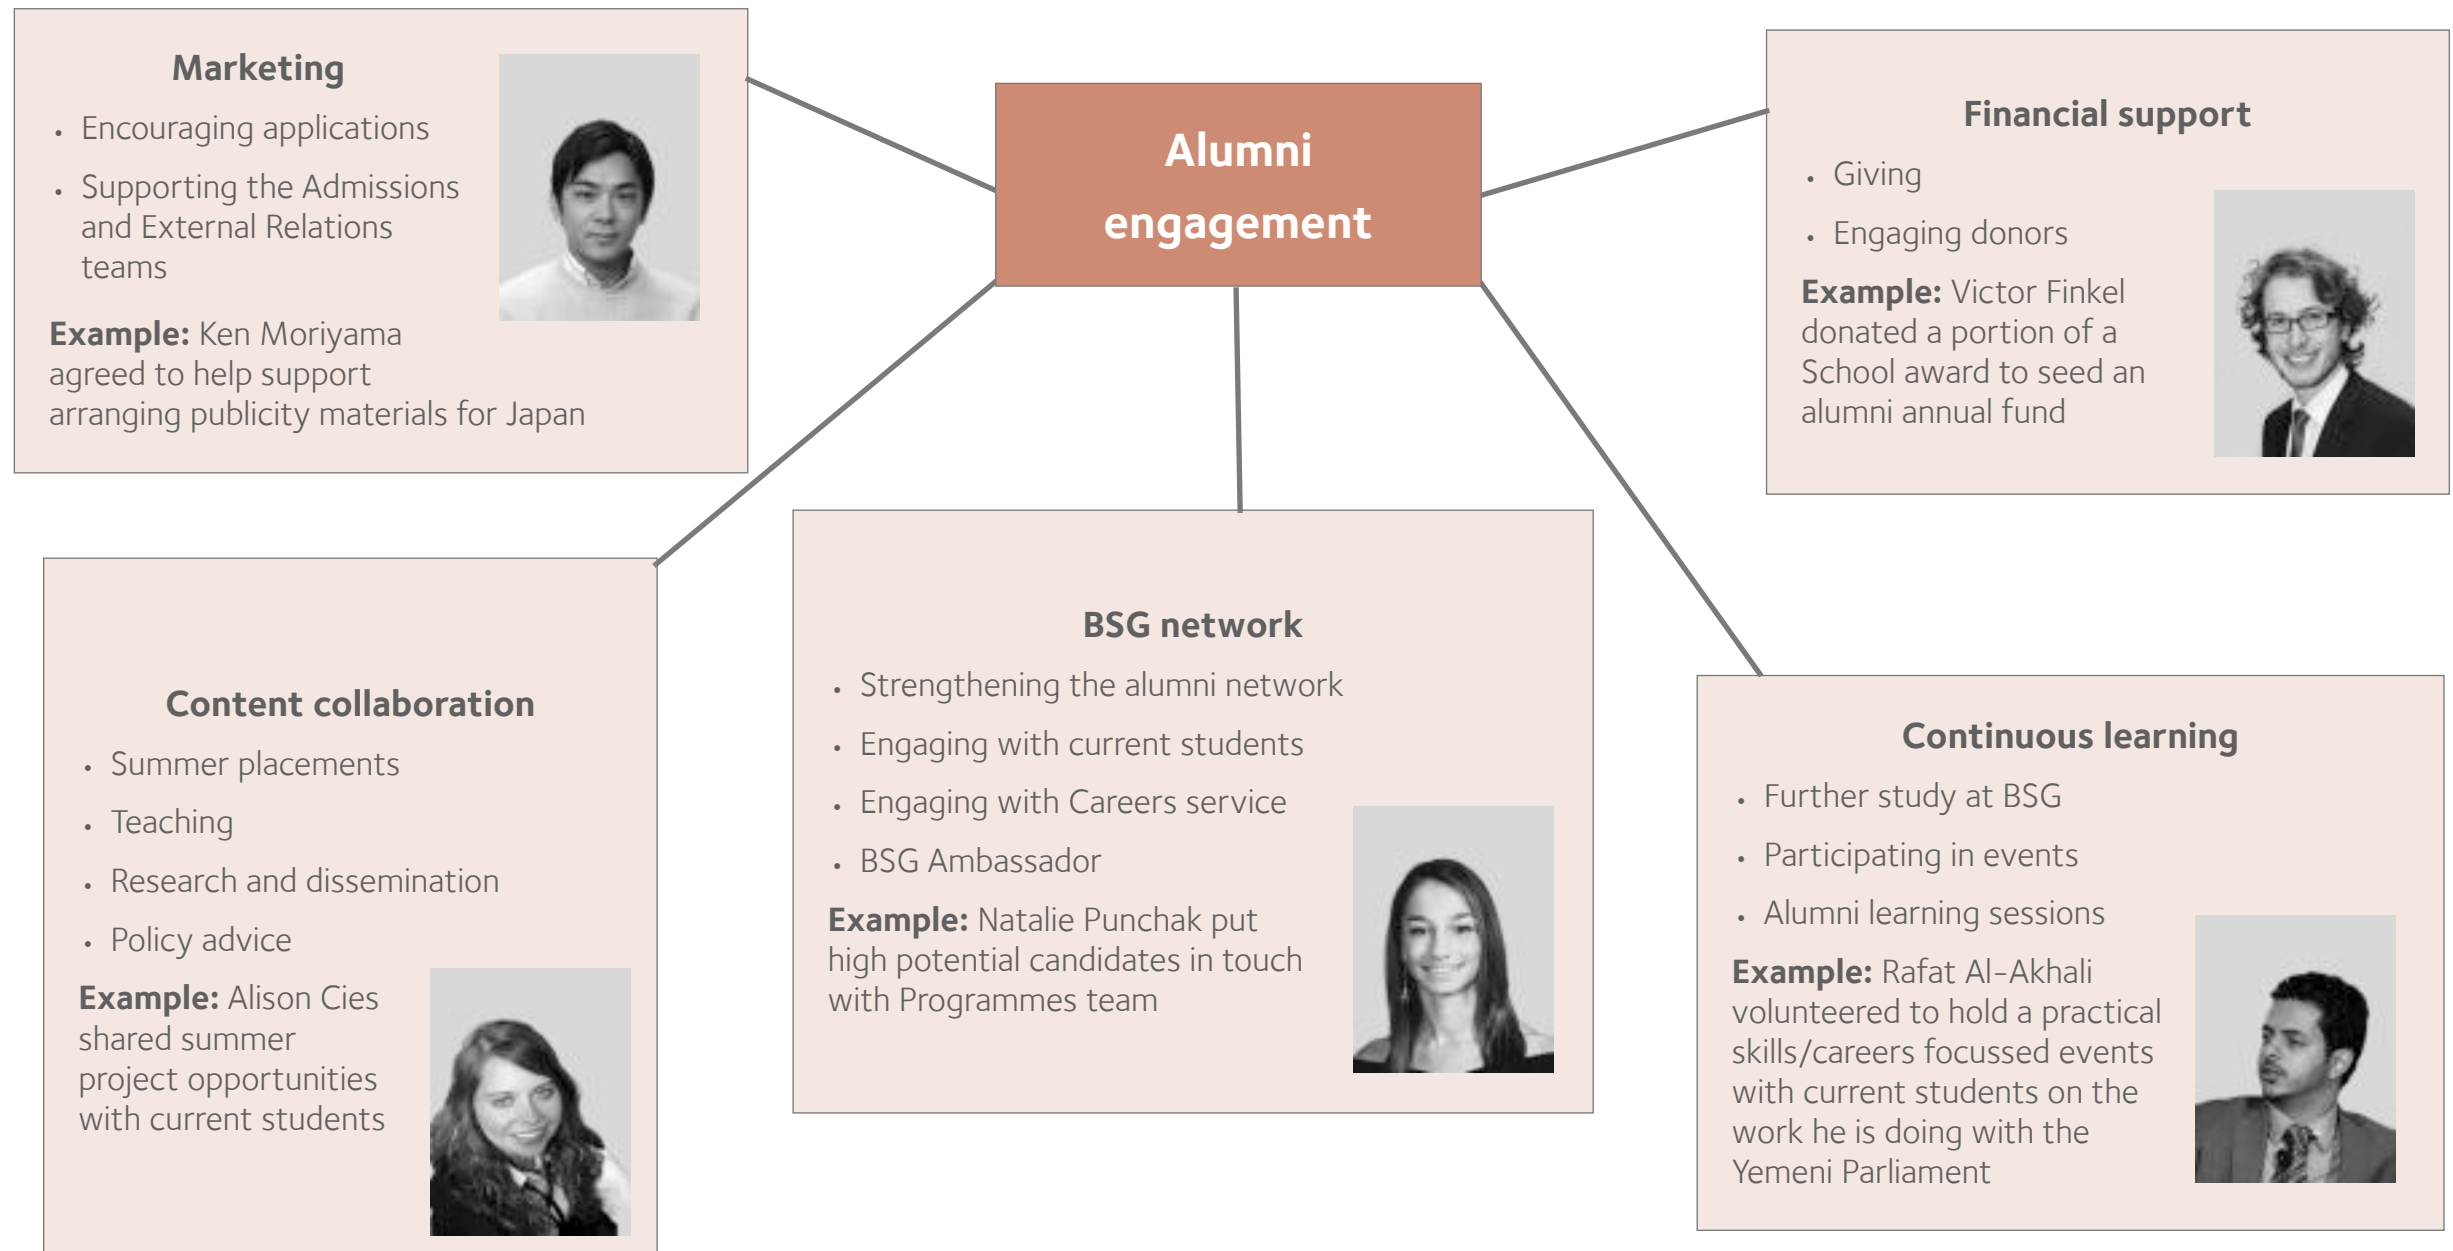 Marketing
• Encouraging applications
• Supporting the Admissions
and External Relations
teams
Example: Ken Moriyama
agreed to help support
arranging publicity materials for Japan
Alumni
engagement
Financial support
• Giving
• Engaging donors
Example: Victor Finkel
donated a portion of a
School award to seed an
alumni annual fund
Content collaboration
• Summer placements
• Teaching
• Research and dissemination
• Policy advice
Example: Alison Cies
shared summer
project opportunities
with current students
BSG network
• Strengthening the alumni network
• Engaging with current students
• Engaging with Careers service
• BSG Ambassador
Example: Natalie Punchak put
high potential candidates in touch
with Programmes team
Continuous learning
• Further study at BSG
• Participating in events
• Alumni learning sessions
Example: Rafat Al-Akhali
volunteered to hold a practical
skills/careers focussed events
with current students on the
work he is doing with the
Yemeni Parliament